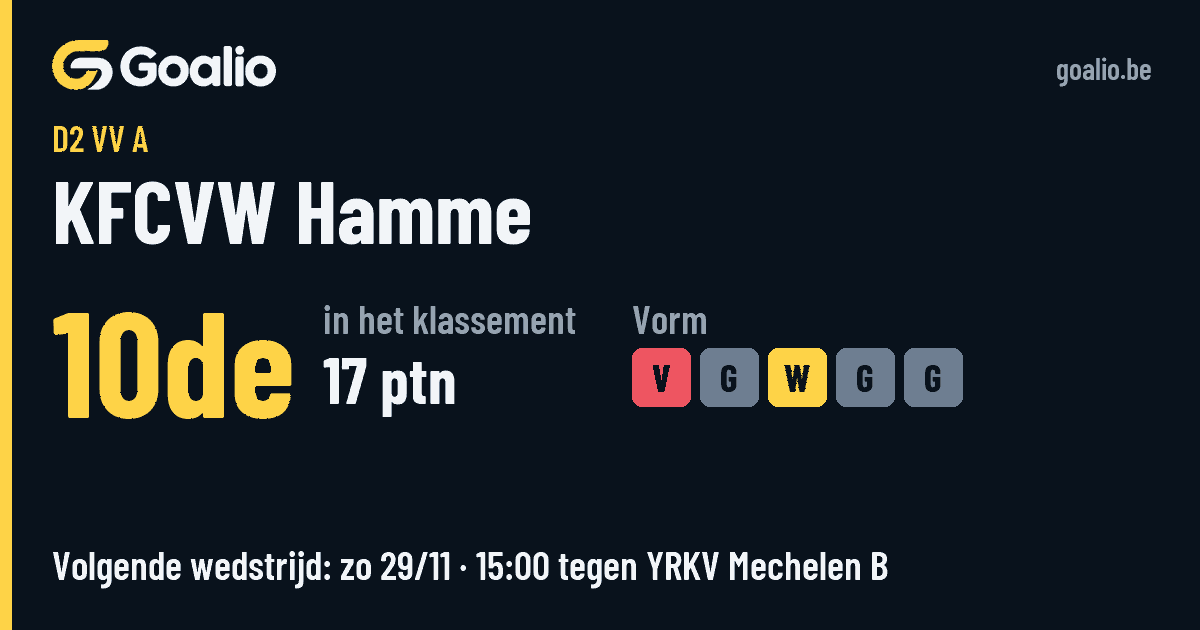 Goalio
goalio.be
D2 VV A
KFCVW Hamme
10de
in het klassement
17 ptn
Vorm
V G W G G
Volgende wedstrijd: zo 29/11 · 15:00 tegen YRKV Mechelen B